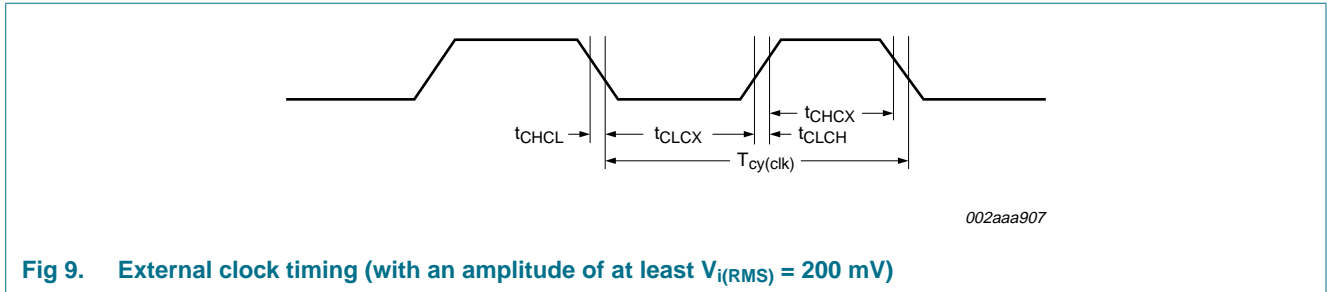 tCHCX
tCHCL tCLCX tCLCH
Tcy(clk)
002aaa907
Fig 9. External clock timing (with an amplitude of at least Vi(RMS) = 200 mV)